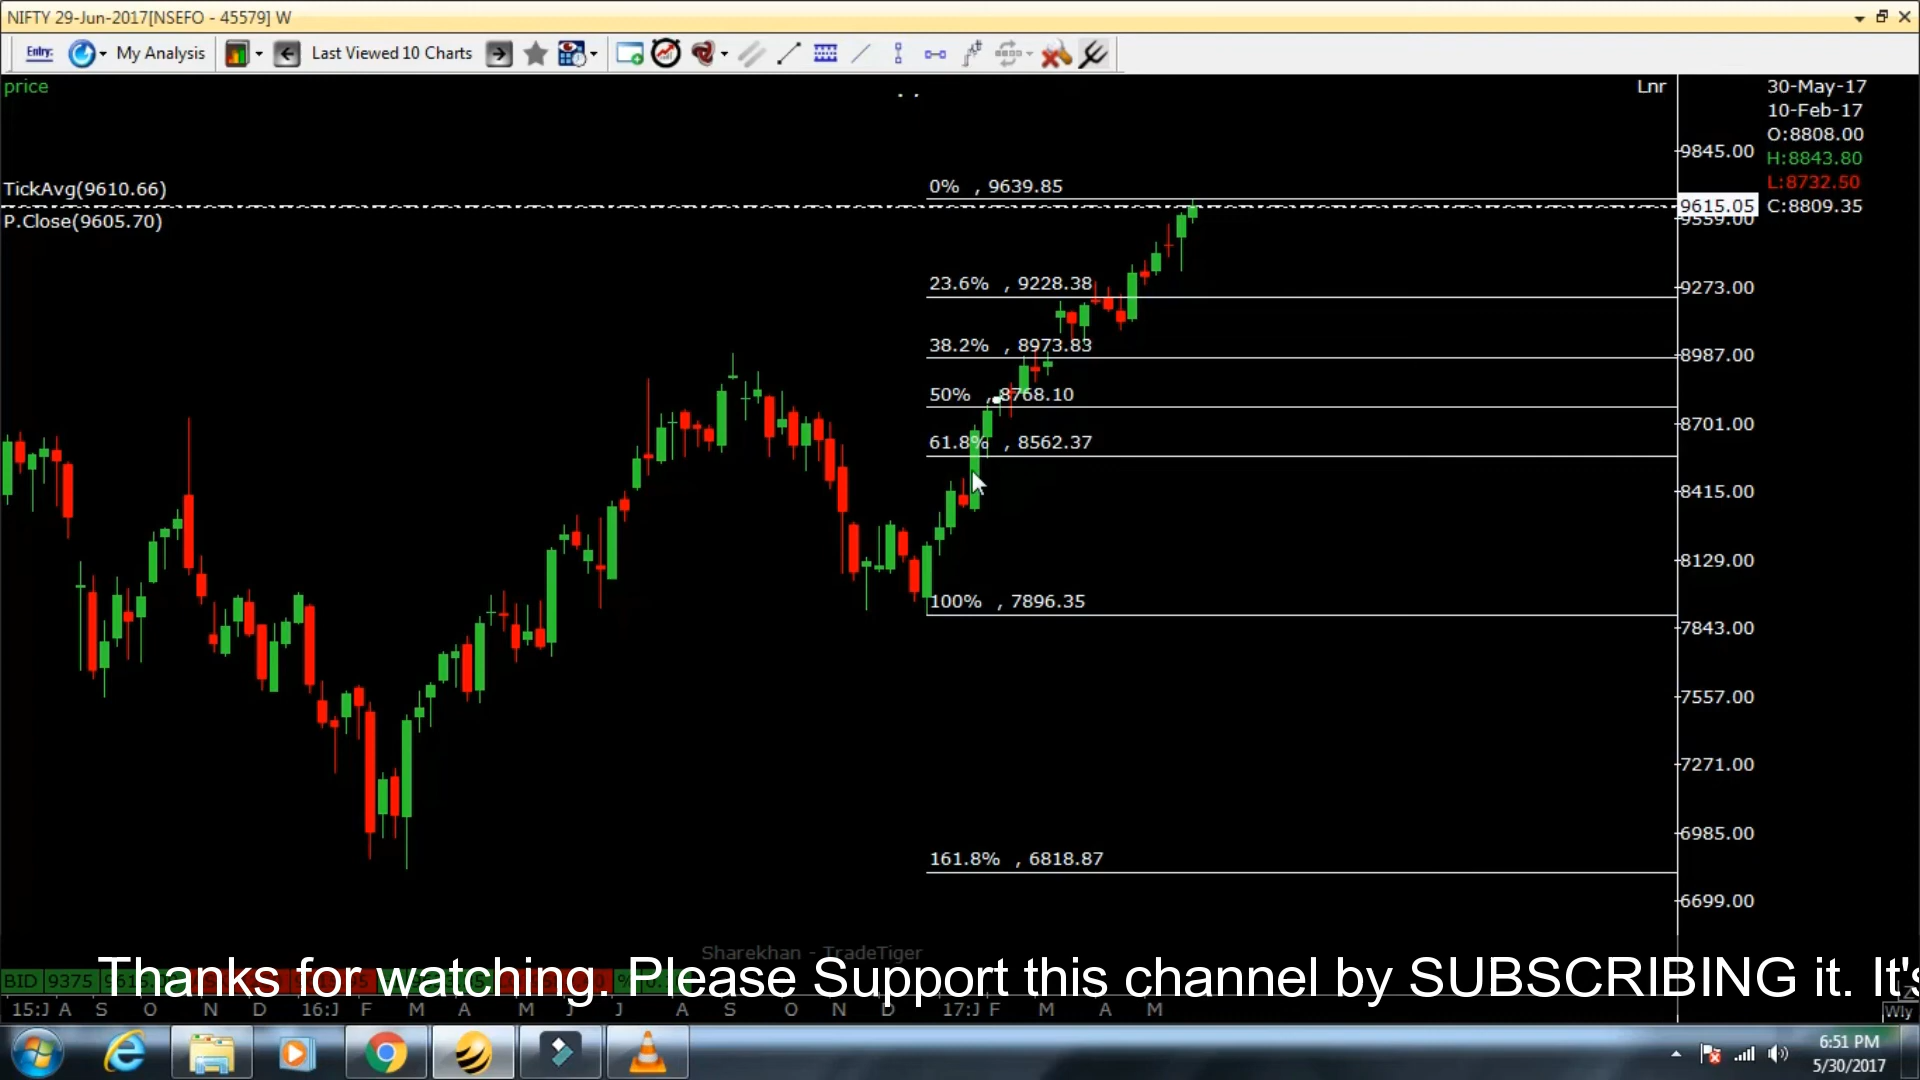 NIFTY 29-Jun-2017[NSEFO - 45579] W
Entry: My Analysis Last Viewed 10 Charts
price
Lnr
30-May-17
10-Feb-17
O:8808.00
H:8843.80
L:8732.50
C:8809.35
9845.00
TickAvg(9610.66)
0% , 9639.85
9615.05
9559.00
P.Close(9605.70)
23.6% , 9228.38
9273.00
38.2% , 8973.83
8987.00
50% , 8768.10
8701.00
61.8% , 8562.37
8415.00
8129.00
100% , 7896.35
7843.00
7557.00
7271.00
6985.00
161.8% , 6818.87
6699.00
Sharekhan - TradeTiger
BID 9375
Thanks for watching. Please Support this channel by SUBSCRIBING it. It's
15:J A S O N D 16:J F M A M J J A S O N D 17:J F M A M
Wly
6:51 PM
5/30/2017